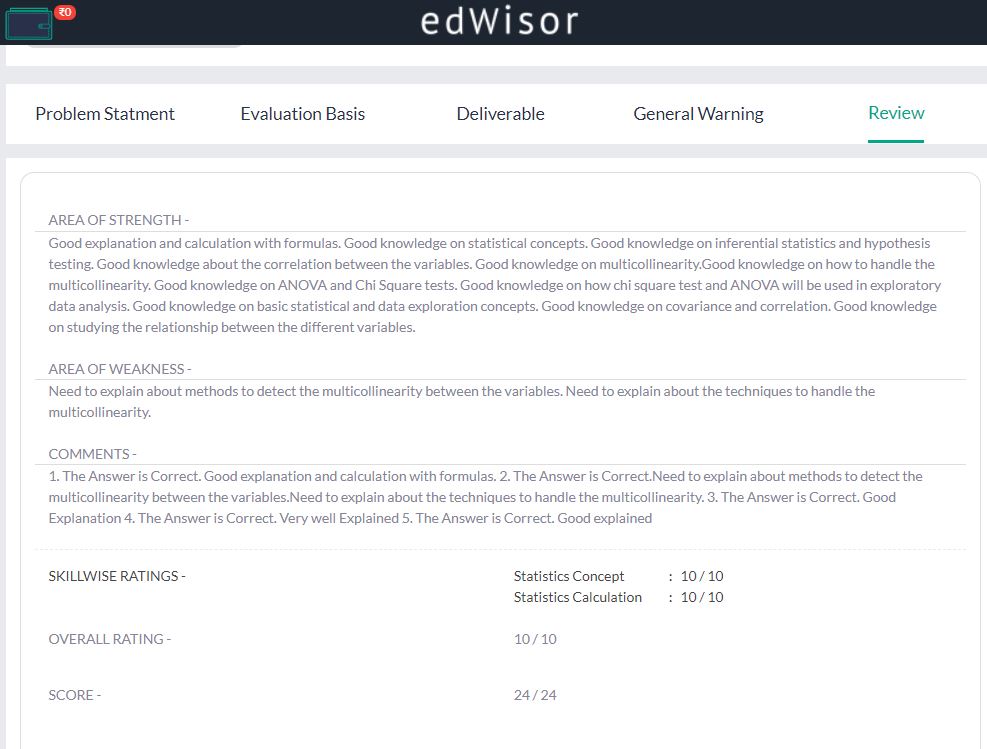 ₹0
edWisor
Problem Statment Evaluation Basis Deliverable General Warning Review
AREA OF STRENGTH -
Good explanation and calculation with formulas. Good knowledge on statistical concepts. Good knowledge on inferential statistics and hypothesis
testing. Good knowledge about the correlation between the variables. Good knowledge on multicollinearity.Good knowledge on how to handle the
multicollinearity. Good knowledge on ANOVA and Chi Square tests. Good knowledge on how chi square test and ANOVA will be used in exploratory
data analysis. Good knowledge on basic statistical and data exploration concepts. Good knowledge on covariance and correlation. Good knowledge
on studying the relationship between the different variables.
AREA OF WEAKNESS -
Need to explain about methods to detect the multicollinearity between the variables. Need to explain about the techniques to handle the
multicollinearity.
COMMENTS -
1. The Answer is Correct. Good explanation and calculation with formulas. 2. The Answer is Correct.Need to explain about methods to detect the
multicollinearity between the variables.Need to explain about the techniques to handle the multicollinearity. 3. The Answer is Correct. Good
Explanation 4. The Answer is Correct. Very well Explained 5. The Answer is Correct. Good explained
SKILLWISE RATINGS - Statistics Concept : 10 / 10
Statistics Calculation : 10 / 10
OVERALL RATING - 10 / 10
SCORE - 24 / 24